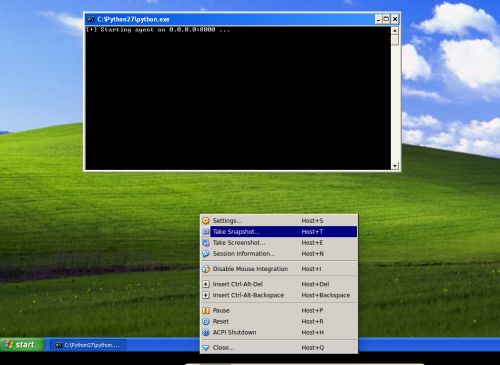 C:\Python27\python.exe
[+] Starting agent on 0.0.0.0:8000 ...
Settings... Host+S
Take Snapshot... Host+T
Take Screenshot... Host+E
Session Information... Host+N
Disable Mouse Integration Host+I
Insert Ctrl-Alt-Del Host+Del
Insert Ctrl-Alt-Backspace Host+Backspace
Pause Host+P
Reset Host+R
ACPI Shutdown Host+H
Close... Host+Q
start C:\Python27\python....